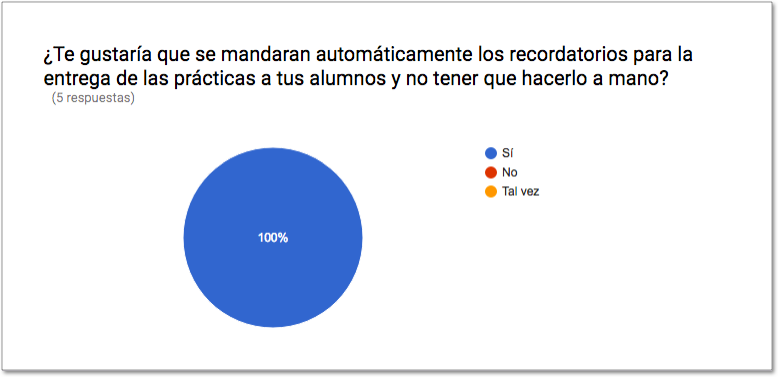 ¿Te gustaría que se mandaran automáticamente los recordatorios para la
entrega de las prácticas a tus alumnos y no tener que hacerlo a mano?
(5 respuestas)
Sí
No
Tal vez
100%